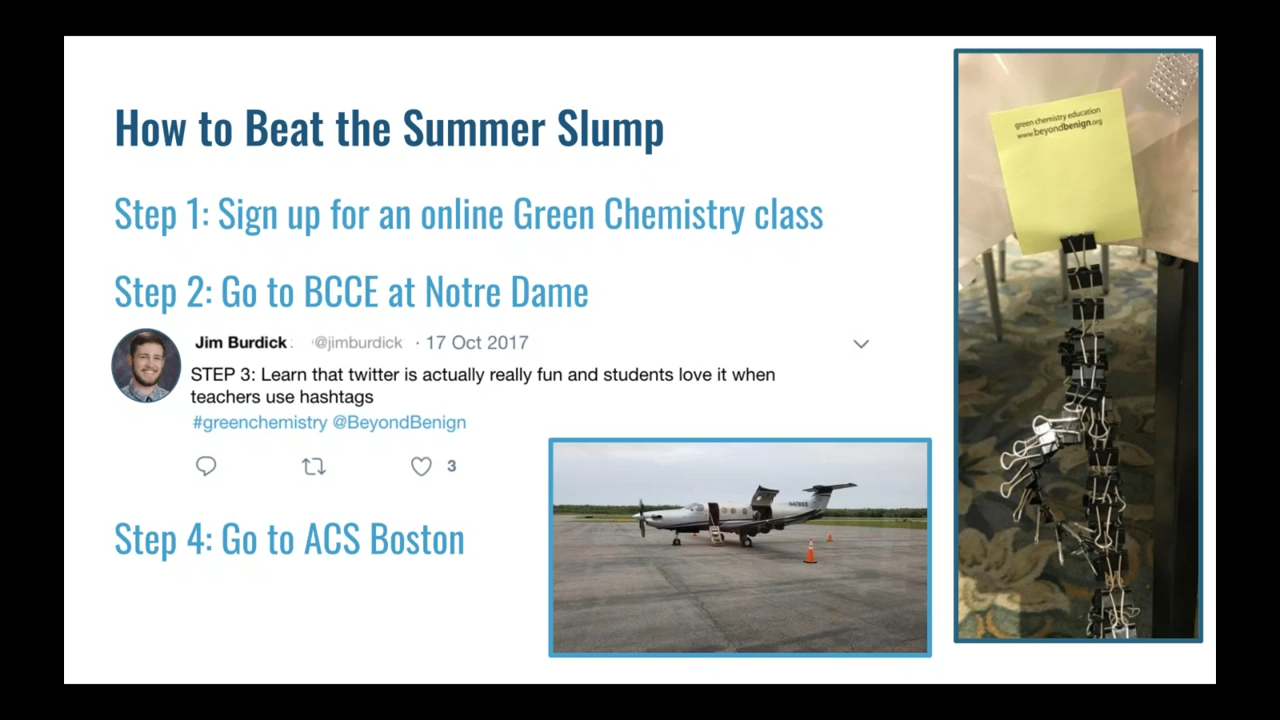 How to Beat the Summer Slump
Step 1: Sign up for an online Green Chemistry class
Step 2: Go to BCCE at Notre Dame
Jim Burdick @jimburdick · 17 Oct 2017
STEP 3: Learn that twitter is actually really fun and students love it when
teachers use hashtags
#greenchemistry @BeyondBenign
3
Step 4: Go to ACS Boston
green chemistry education
www.beyondbenign.org